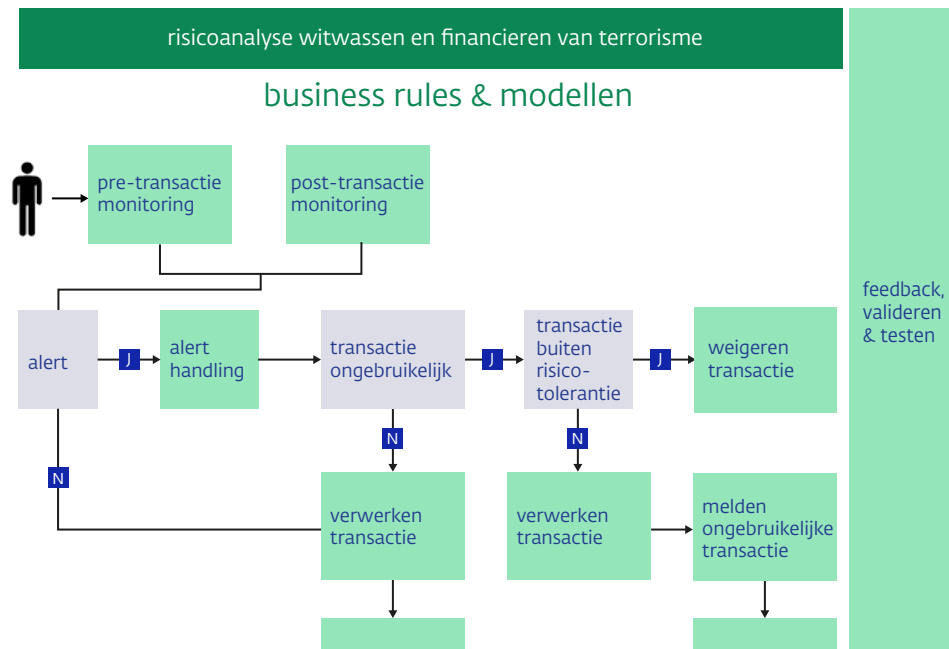 risicoanalyse witwassen en financieren van terrorisme
business rules & modellen
pre-transactie
monitoring
post-transactie
monitoring
feedback,
valideren
& testen
alert
J
alert
handling
transactie
ongebruikelijk
J
transactie
buiten
risico-
tolerantie
J
weigeren
transactie
N
N
N
verwerken
transactie
verwerken
transactie
melden
ongebruikelijke
transactie